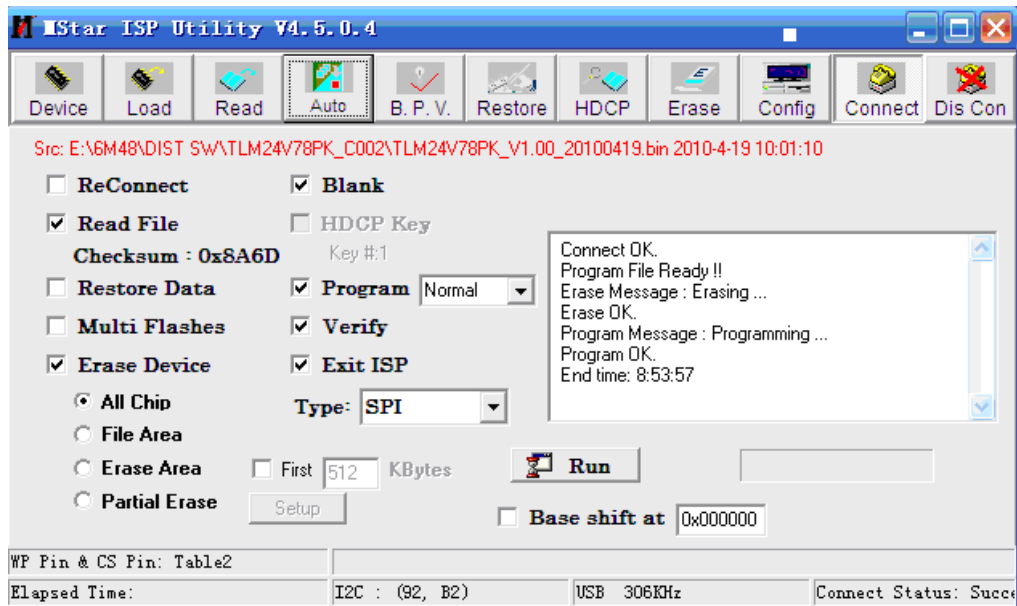 MStar ISP Utility V4.5.0.4
Device Load Read Auto B. P. V. Restore HDCP Erase Config Connect Dis Con
Src: E:\6M48\DIST SW\TLM24V78PK_C002\TLM24V78PK_V1.00_20100419.bin 2010-4-19 10:01:10
ReConnect
Blank
Read File
HDCP Key
Checksum : 0x8A6D
Key #:1
Restore Data
Program Normal
Multi Flashes
Verify
Erase Device
Exit ISP
All Chip
Type: SPI
File Area
Erase Area
First 512 KBytes
Partial Erase
Setup
Connect OK.
Program File Ready !!
Erase Message : Erasing ...
Erase OK.
Program Message : Programming ...
Program OK.
End time: 8:53:57
Run
Base shift at 0x000000
WP Pin & CS Pin: Table2
Elapsed Time: I2C : (92, B2) USB 306KHz Connect Status: Succe